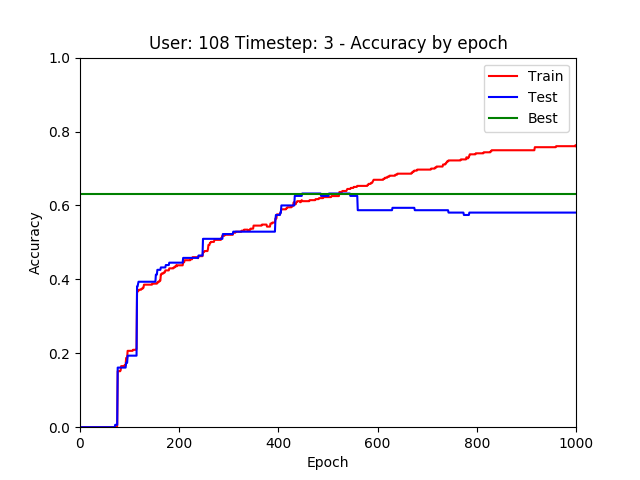 User: 108 Timestep: 3 - Accuracy by epoch
1.0
0.8
0.6
0.4
0.2
0.0
Accuracy
Train
Test
Best
0 200 400 600 800 1000
Epoch